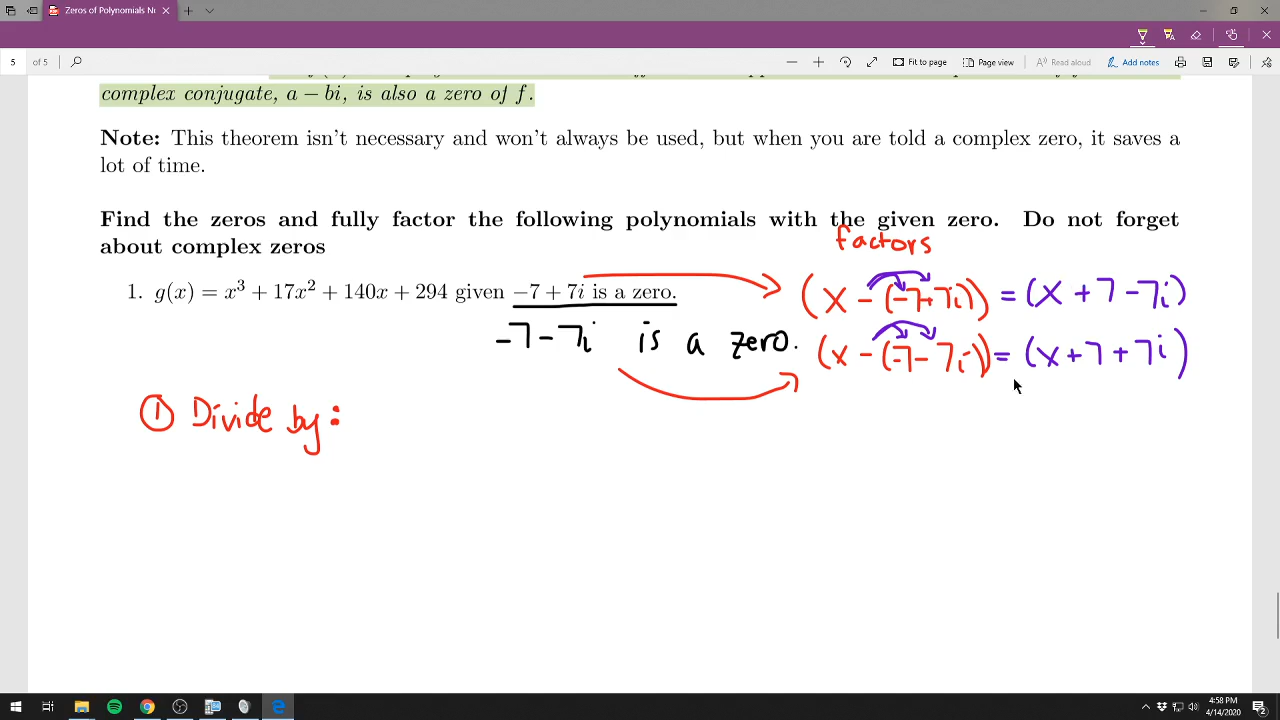 Zeros of Polynomials No
5 of 5
Fit to page
Page view
Read aloud
Add notes
complex conjugate, a − bi, is also a zero of f.
Note: This theorem isn't necessary and won't always be used, but when you are told a complex zero, it saves a
lot of time.
Find the zeros and fully factor the following polynomials with the given zero. Do not forget
about complex zeros
factors
1. g(x) = x³ + 17x² + 140x + 294 given −7 + 7i is a zero.
(x − (−7+7i)) = (x + 7 − 7i)
−7 − 7i is a zero.
(x − (−7 − 7i)) = (x + 7 + 7i)
① Divide by:
4:58 PM
4/14/2020
2